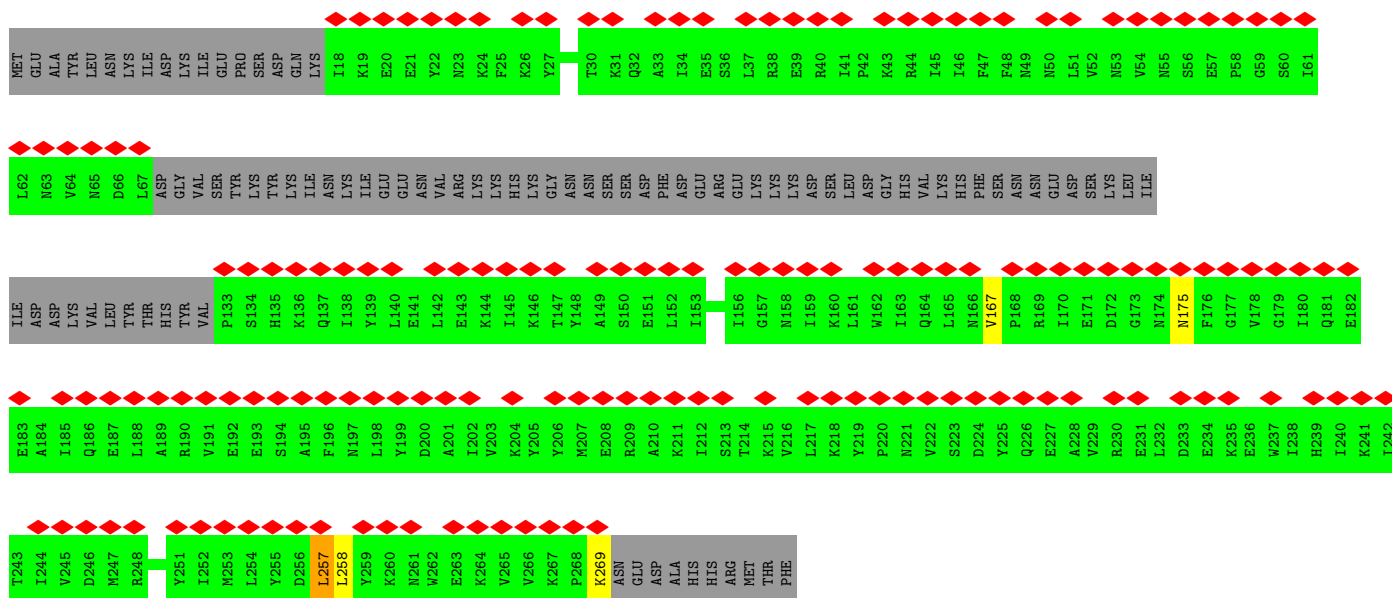 MET GLU ALA TYR LEU ASN LYS ILE ASP LYS ILE GLU PRO SER ASP GLN LYS I18 K19 E20 E21 Y22 N23 K24 F25 K26 Y27 T30 K31 Q32 A33 I34 E35 S36 L37 R38 E39 R40 I41 P42 K43 R44 I45 I46 F47 F48 N49 N50 L51 V52 N53 V54 N55 S56 E57 P58 G59 S60 I61
L62 N63 V64 N65 D66 L67 ASP GLY VAL SER TYR LYS TYR LYS ILE ASN LYS ILE GLU GLU ASN VAL ARG LYS LYS HIS LYS GLY ASN ASN SER SER ASP PHE ASP GLU ARG GLU LYS LYS LYS ASP SER LEU ASP GLY HIS VAL LYS HIS PHE SER ASN ASN GLU ASP SER LYS LEU ILE
ILE ASP ASP LYS VAL LEU TYR THR HIS TYR VAL P133 S134 H135 K136 Q137 I138 Y139 L140 E141 L142 E143 K144 I145 K146 T147 Y148 A149 S150 E151 L152 I153 I156 G157 N158 I159 K160 L161 W162 I163 Q164 L165 N166 V167 P168 R169 I170 E171 D172 G173 N174 N175 F176 G177 V178 G179 I180 Q181 E182
E183 A184 I185 Q186 E187 L188 A189 R190 V191 E192 E193 S194 A195 F196 N197 L198 Y199 D200 A201 I202 V203 K204 Y205 Y206 M207 E208 R209 A210 K211 I212 S213 T214 K215 V216 L217 K218 Y219 P220 N221 V222 S223 D224 Y225 Q226 E227 A228 V229 R230 E231 L232 D233 E234 K235 E236 W237 I238 H239 I240 K241 I242
T243 I244 V245 D246 M247 R248 Y251 I252 M253 L254 Y255 D256 L257 L258 Y259 K260 N261 W262 E263 K264 V265 V266 K267 P268 K269 ASN GLU ASP ALA HIS HIS ARG MET THR PHE